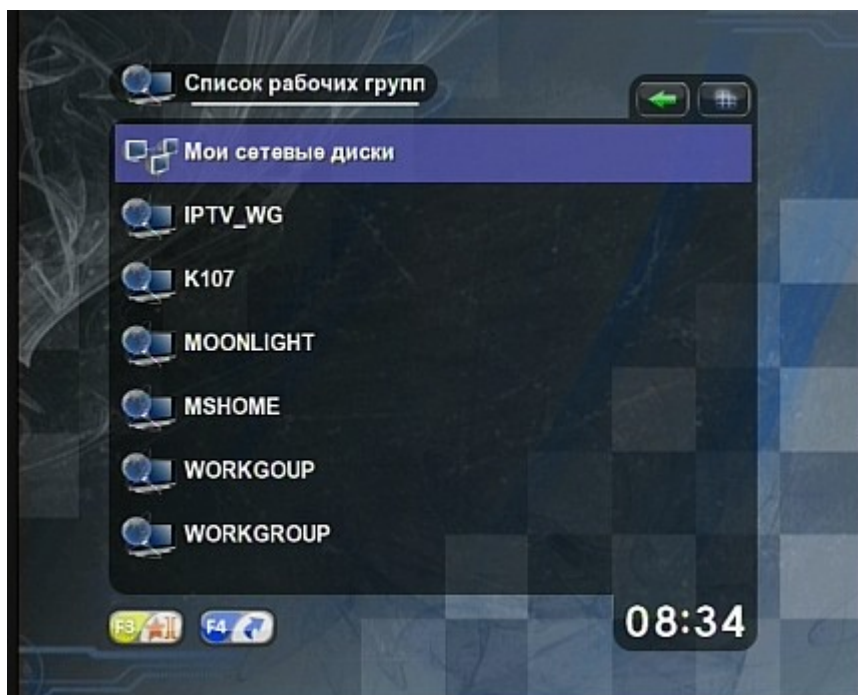 Список рабочих групп
Мои сетевые диски
IPTV_WG
K107
MOONLIGHT
MSHOME
WORKGOUP
WORKGROUP
F3 F4
08:34